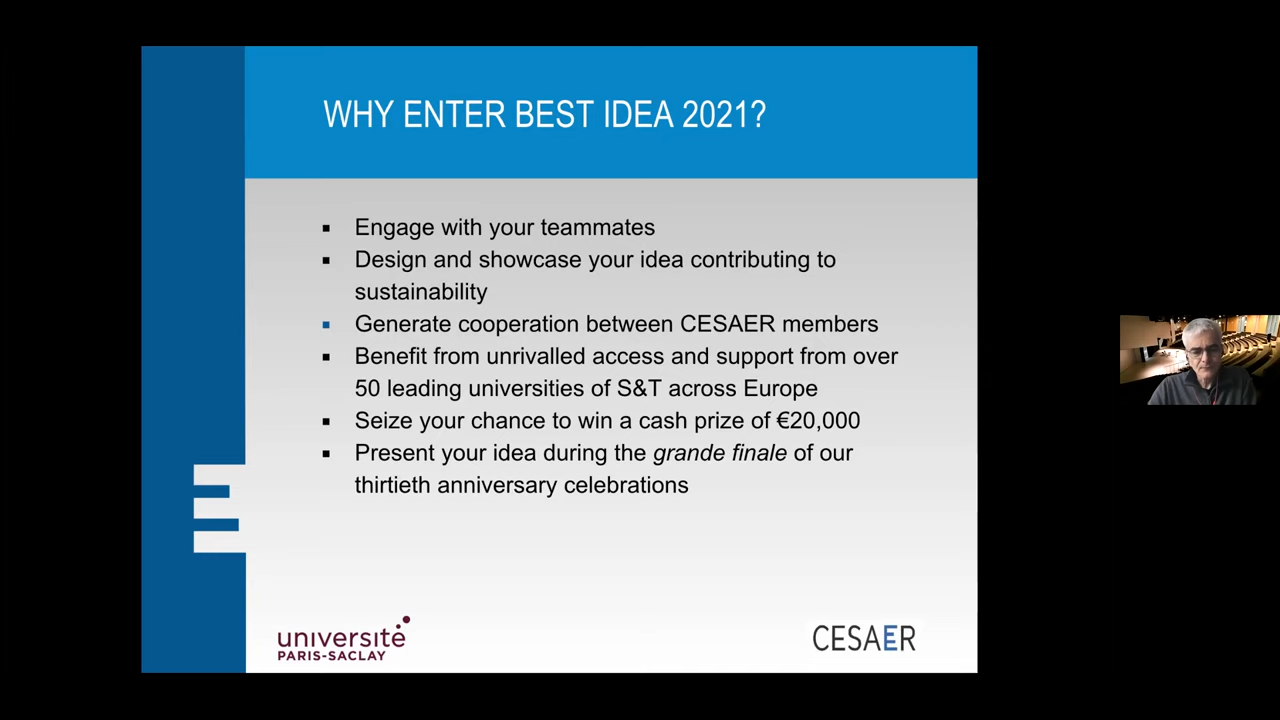 WHY ENTER BEST IDEA 2021?
▪ Engage with your teammates
▪ Design and showcase your idea contributing to
sustainability
▪ Generate cooperation between CESAER members
▪ Benefit from unrivalled access and support from over
50 leading universities of S&T across Europe
▪ Seize your chance to win a cash prize of €20,000
▪ Present your idea during the grande finale of our
thirtieth anniversary celebrations
université
PARIS-SACLAY
CESAER